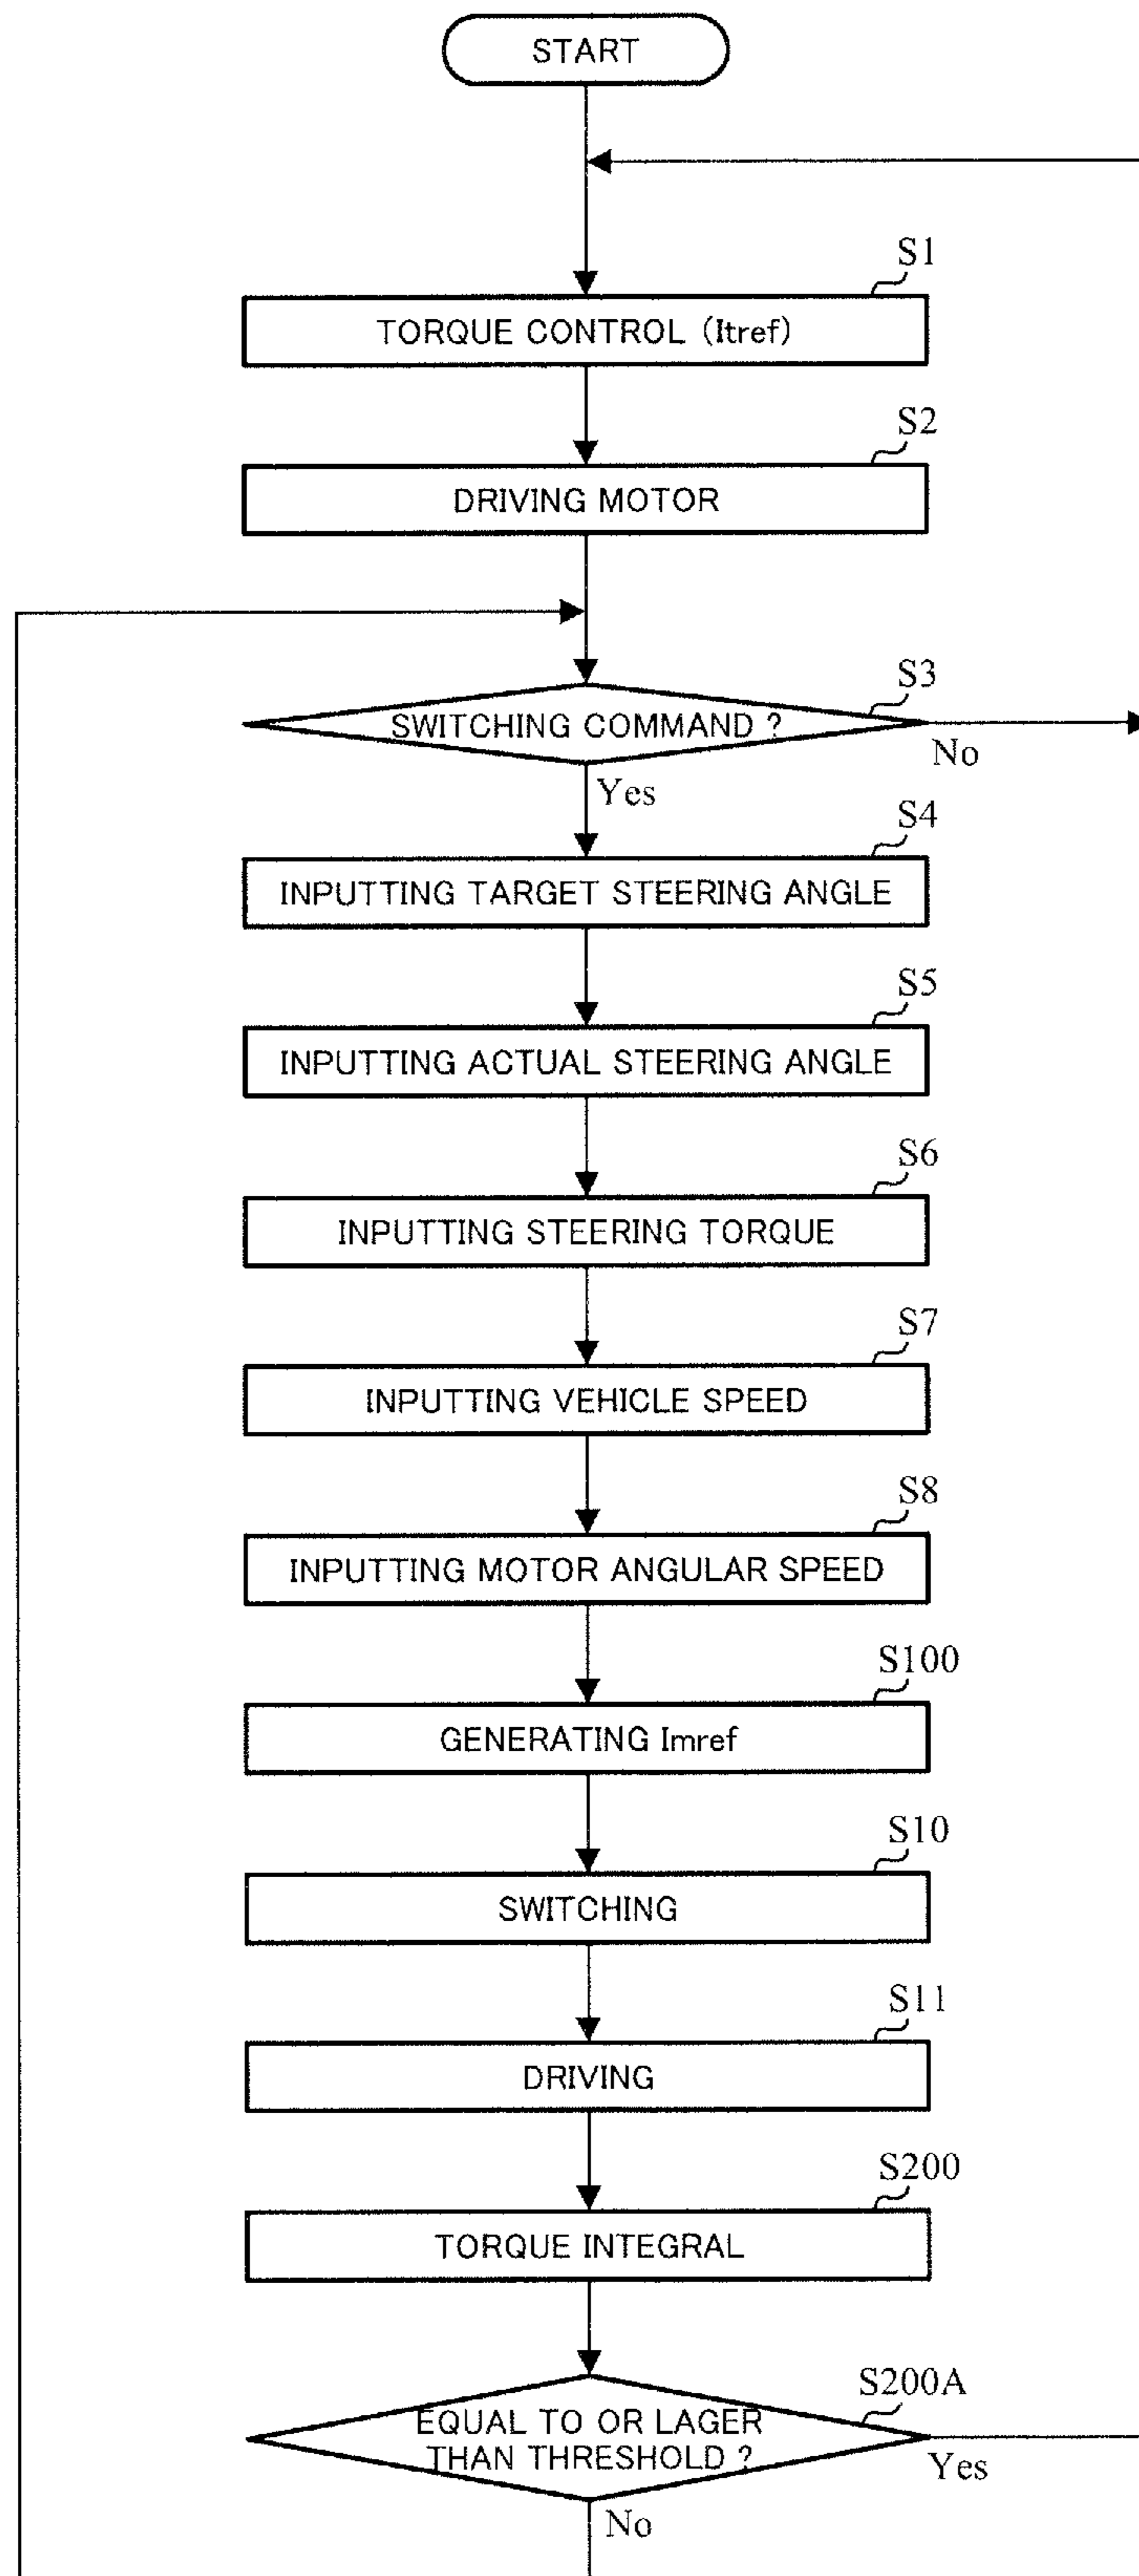 START
S1
TORQUE CONTROL (Itref)
S2
DRIVING MOTOR
S3
SWITCHING COMMAND ?
No
Yes
S4
INPUTTING TARGET STEERING ANGLE
S5
INPUTTING ACTUAL STEERING ANGLE
S6
INPUTTING STEERING TORQUE
S7
INPUTTING VEHICLE SPEED
S8
INPUTTING MOTOR ANGULAR SPEED
S100
GENERATING Imref
S10
SWITCHING
S11
DRIVING
S200
TORQUE INTEGRAL
S200A
EQUAL TO OR LAGER
THAN THRESHOLD ?
Yes
No